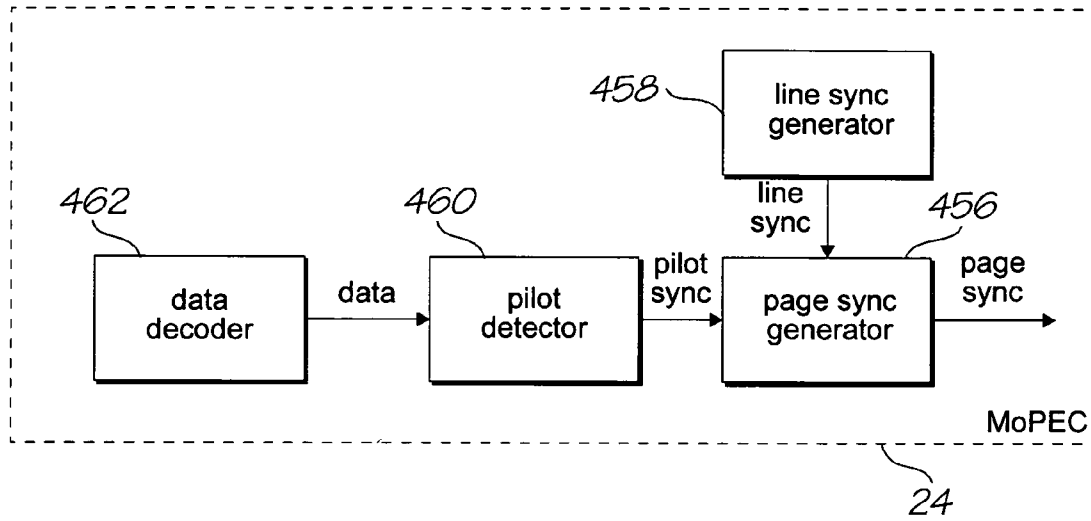 458
line sync
generator
462
460
line
sync
456
data
decoder
data
pilot
detector
pilot
sync
page sync
generator
page
sync
MoPEC
24